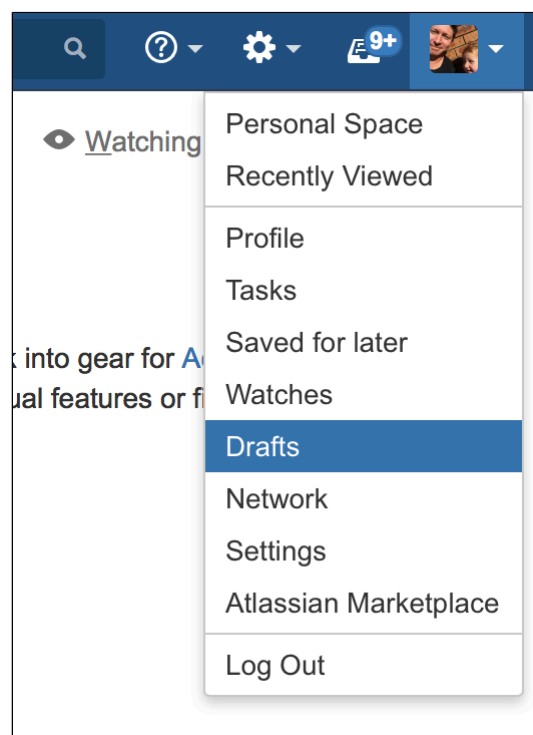 9+
Watching
Personal Space
Recently Viewed
Profile
Tasks
Saved for later
into gear for A
Watches
ual features or fi
Drafts
Network
Settings
Atlassian Marketplace
Log Out